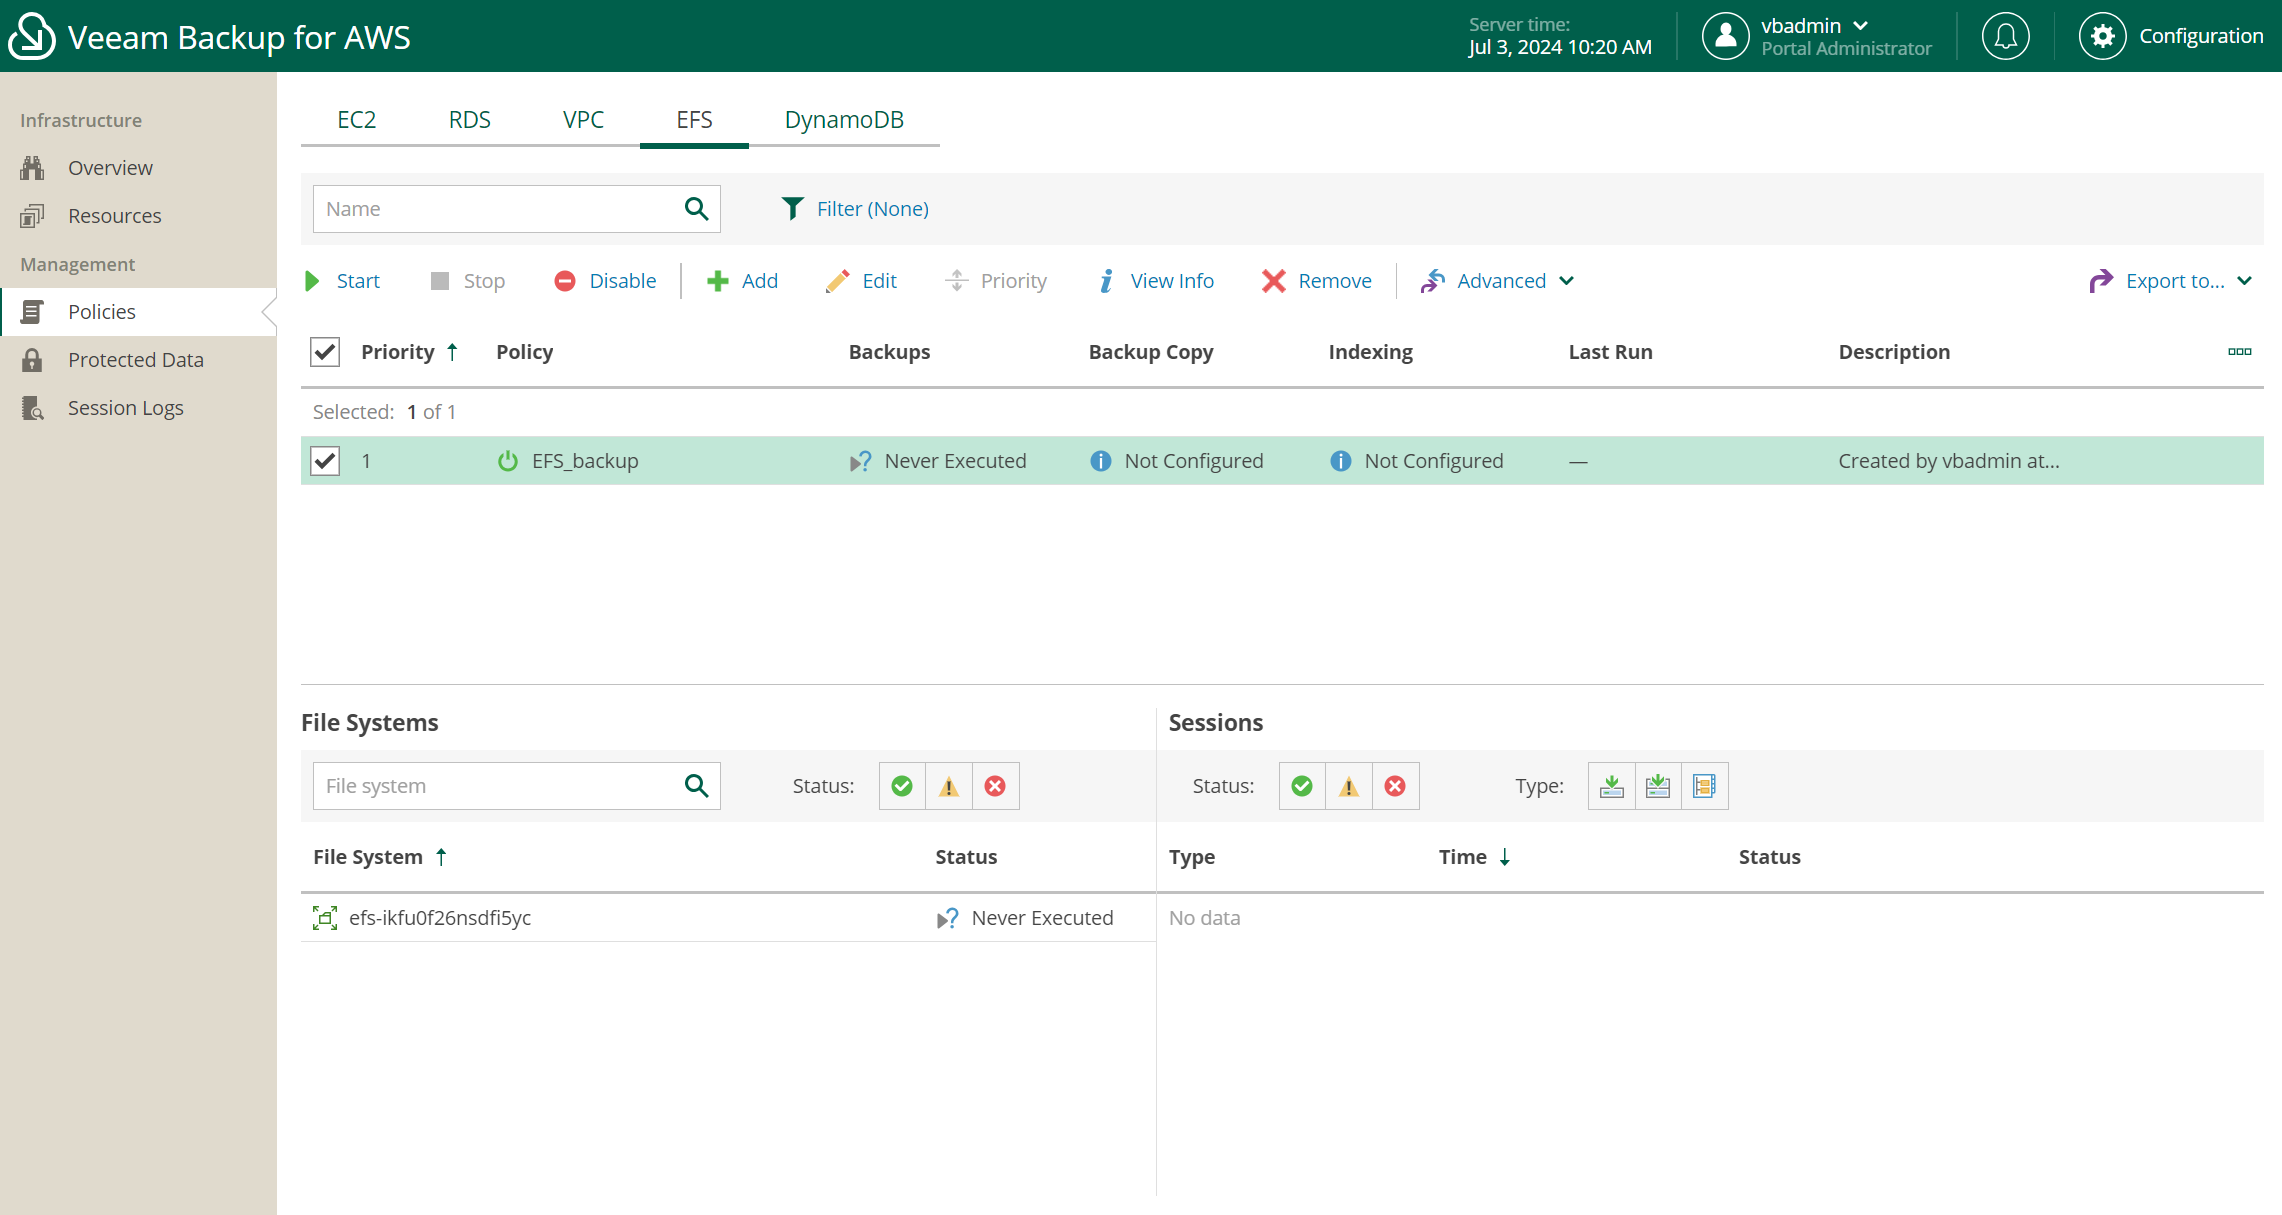 Veeam Backup for AWS
Server time:
Jul 3, 2024 10:20 AM
vbadmin
Portal Administrator
Configuration
Infrastructure
Overview
Resources
Management
Policies
Protected Data
Session Logs
EC2 RDS VPC EFS DynamoDB
Name Filter (None)
Start Stop Disable Add Edit Priority View Info Remove Advanced Export to...
Priority Policy Backups Backup Copy Indexing Last Run Description
Selected: 1 of 1
1 EFS_backup Never Executed Not Configured Not Configured — Created by vbadmin at...
File Systems
File system Status:
File System Status
efs-ikfu0f26nsdfi5yc Never Executed
Sessions
Status: Type:
Type Time Status
No data